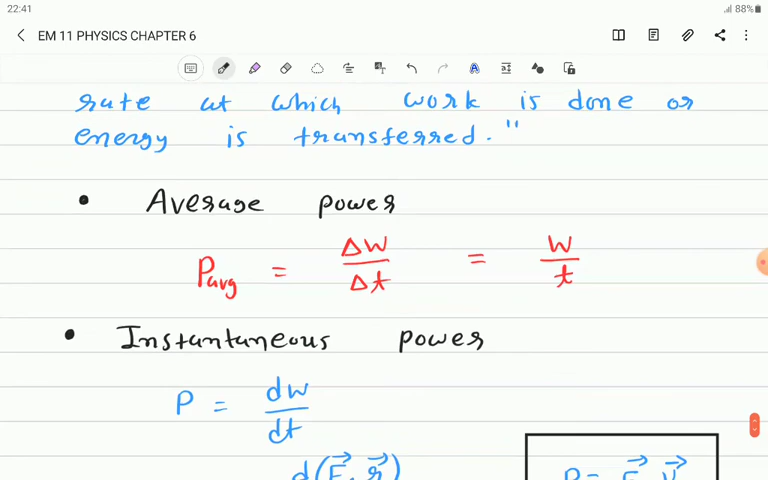 22:41 88%
EM 11 PHYSICS CHAPTER 6
rate at which work is done or
energy is transferred."
• Average power
Pavg = ΔW/Δt = W/t
• Instantaneous power
P = dw/dt
d(F⃗. r⃗)
P = F⃗. V⃗